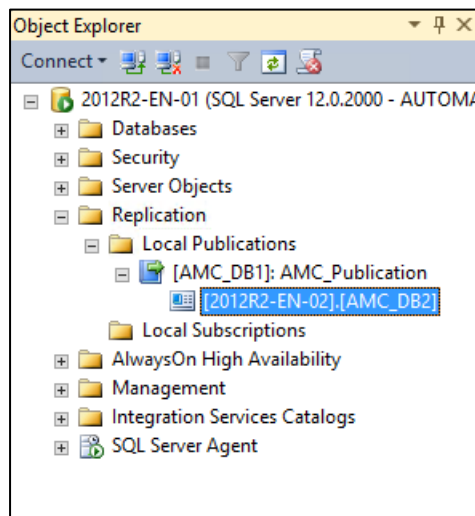 Object Explorer
Connect
2012R2-EN-01 (SQL Server 12.0.2000 - AUTOMA
Databases
Security
Server Objects
Replication
Local Publications
[AMC_DB1]: AMC_Publication
[2012R2-EN-02].[AMC_DB2]
Local Subscriptions
AlwaysOn High Availability
Management
Integration Services Catalogs
SQL Server Agent